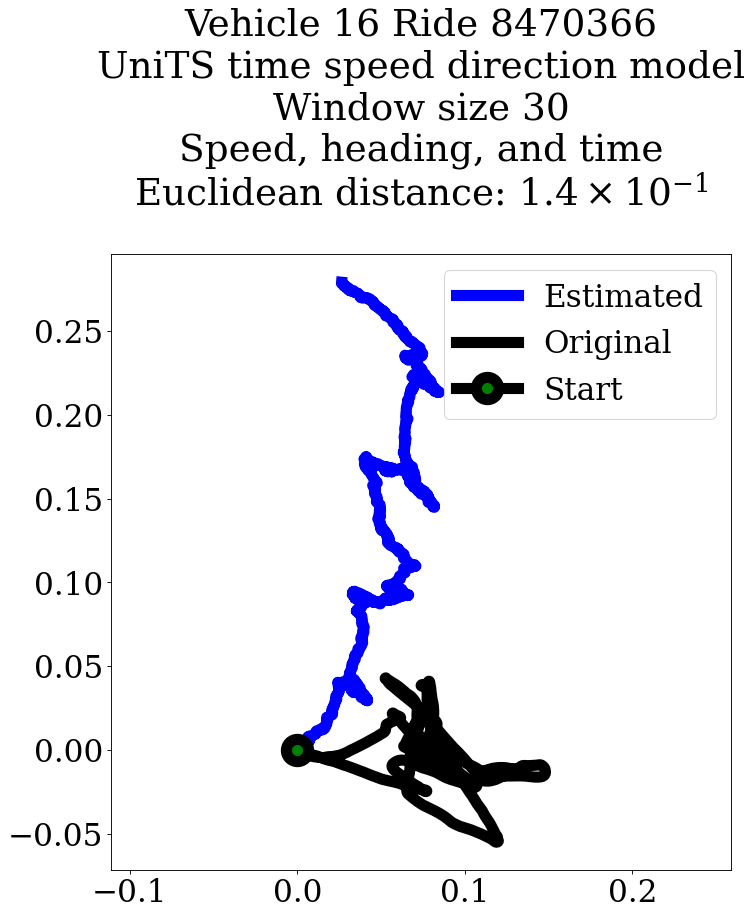 Vehicle 16 Ride 8470366
UniTS time speed direction model
Window size 30
Speed, heading, and time
Euclidean distance: 1.4 × 10⁻¹
Estimated
Original
Start
0.25
0.20
0.15
0.10
0.05
0.00
−0.05
−0.1 0.0 0.1 0.2